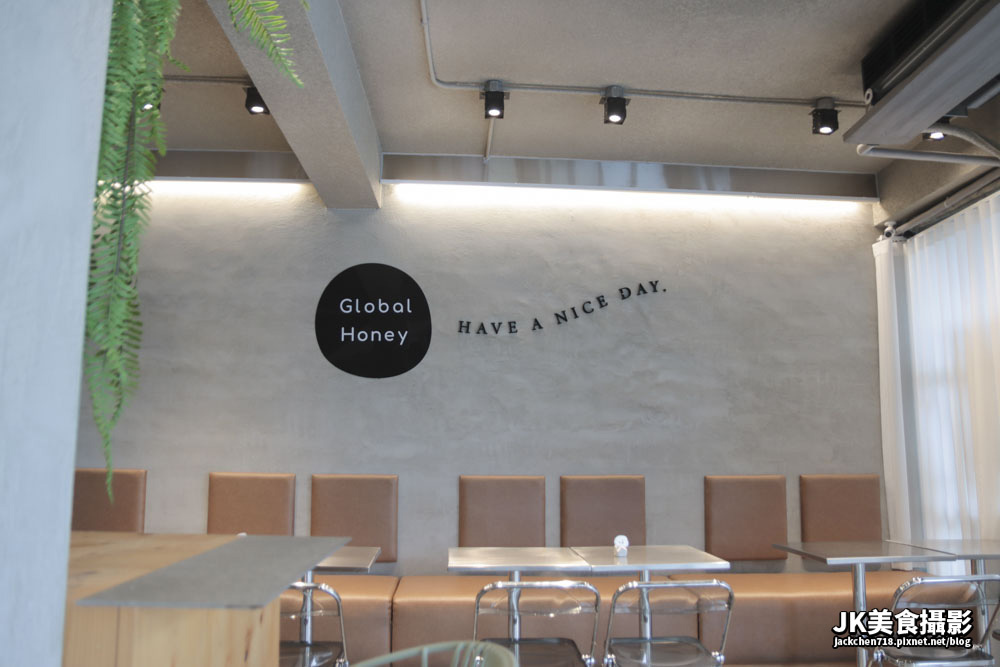 Global
Honey
HAVE A NICE DAY.
JK美食攝影
jackchen718.pixnet.net/blog